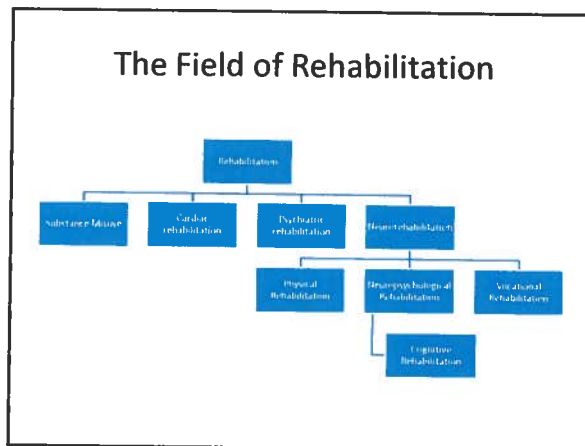 The Field of Rehabilitation
Rehabilitation
Substance Misuse
Cardiac
rehabilitation
Psychiatric
rehabilitation
Neurorehabilitation
Physical
Rehabilitation
Neuropsychological
Rehabilitation
Vocational
Rehabilitation
Cognitive
Rehabilitation